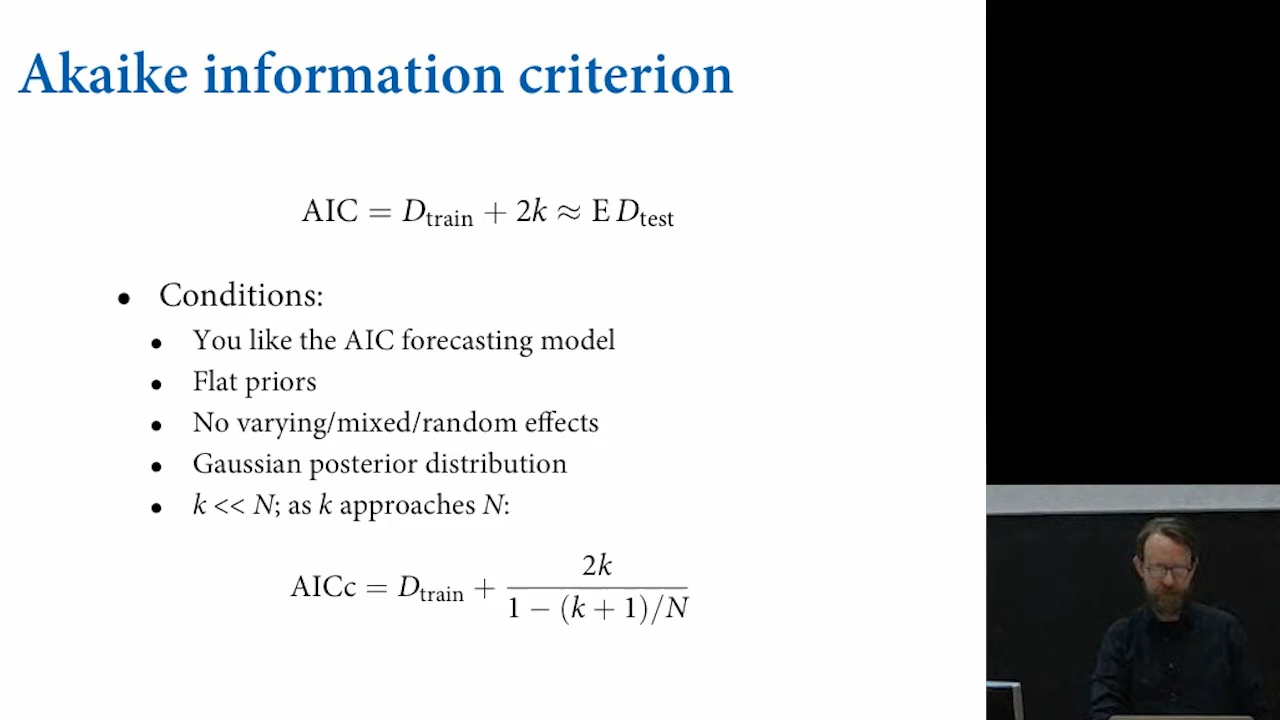 Akaike information criterion
AIC = D_train + 2k ≈ E D_test
• Conditions:
• You like the AIC forecasting model
• Flat priors
• No varying/mixed/random effects
• Gaussian posterior distribution
• k << N; as k approaches N:
AICc = D_train + 2k / (1 − (k + 1)/N)